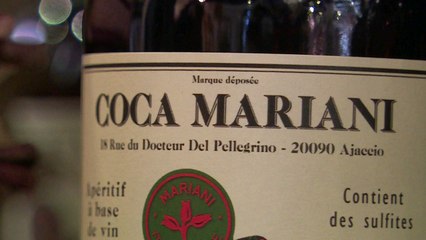 Marque déposée
COCA MARIANI
18 Rue du Docteur Del Pellegrino - 20090 Ajaccio
Apéritif
à base
de vin
MARIANI
Contient
des sulfites